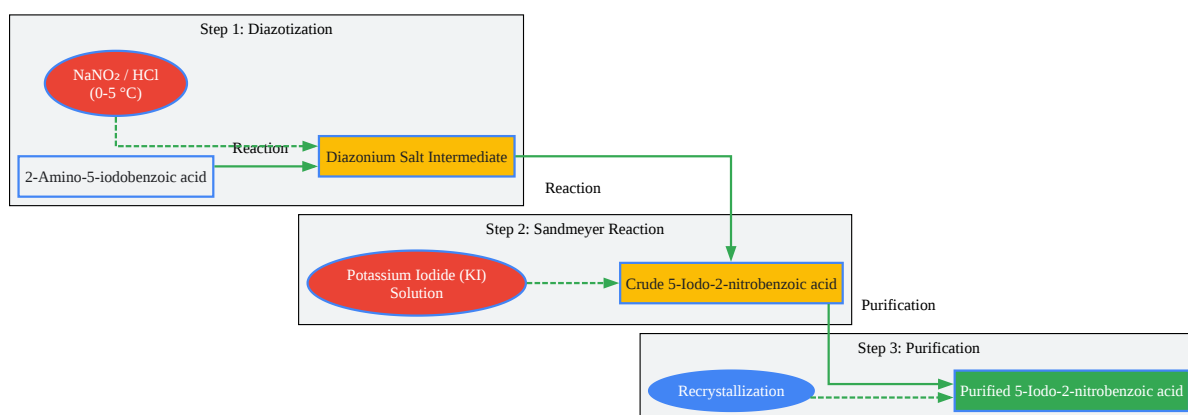 Step 1: Diazotization
NaNO₂ / HCl
(0-5 °C)
Reaction
2-Amino-5-iodobenzoic acid
Diazonium Salt Intermediate
Reaction
Step 2: Sandmeyer Reaction
Potassium Iodide (KI)
Solution
Crude 5-Iodo-2-nitrobenzoic acid
Purification
Step 3: Purification
Recrystallization
Purified 5-Iodo-2-nitrobenzoic acid